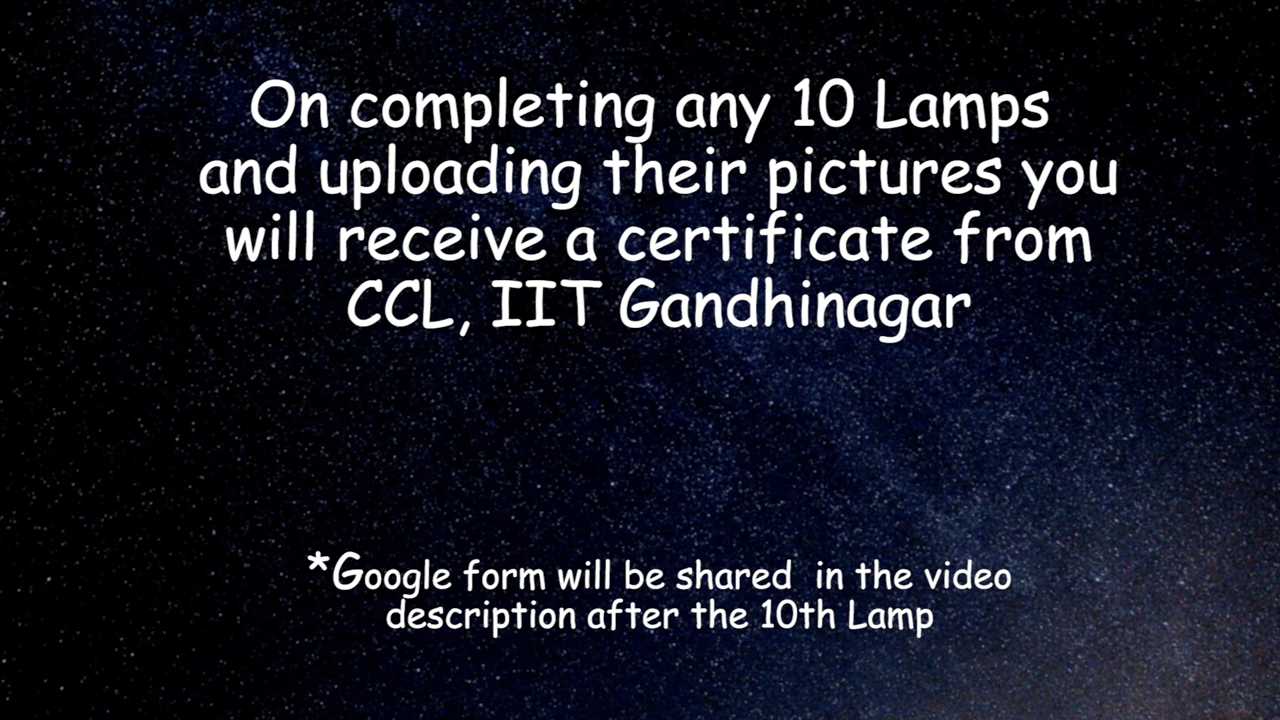 On completing any 10 Lamps
and uploading their pictures you
will receive a certificate from
CCL, IIT Gandhinagar
*Google form will be shared in the video
description after the 10th Lamp